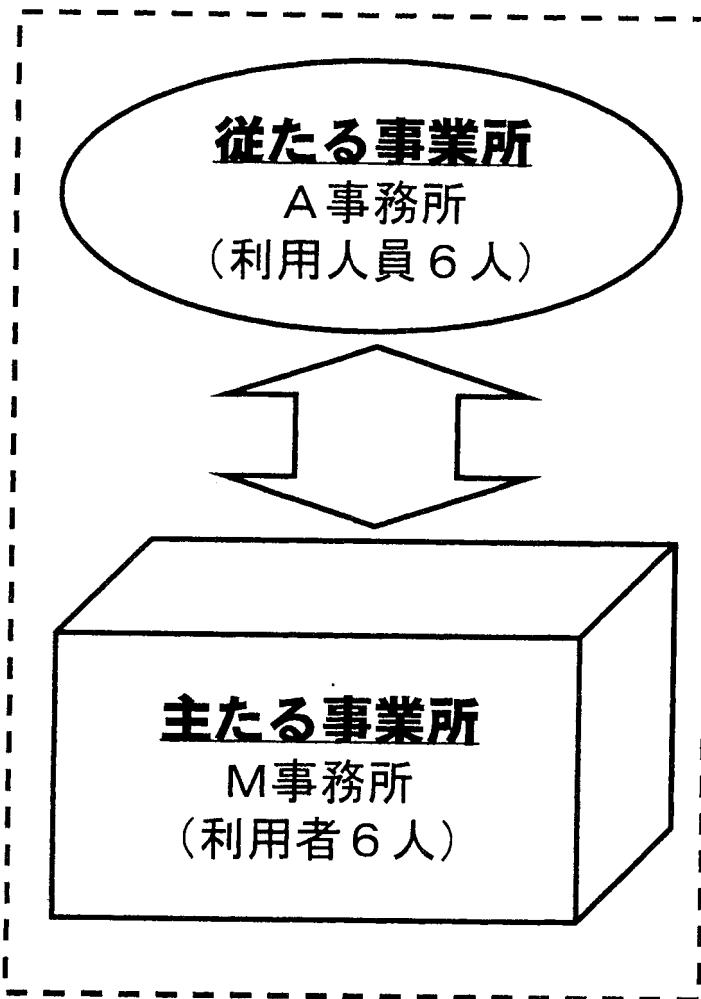 従たる事業所
A事務所
（利用人員６人）
主たる事業所
M事務所
（利用者６人）